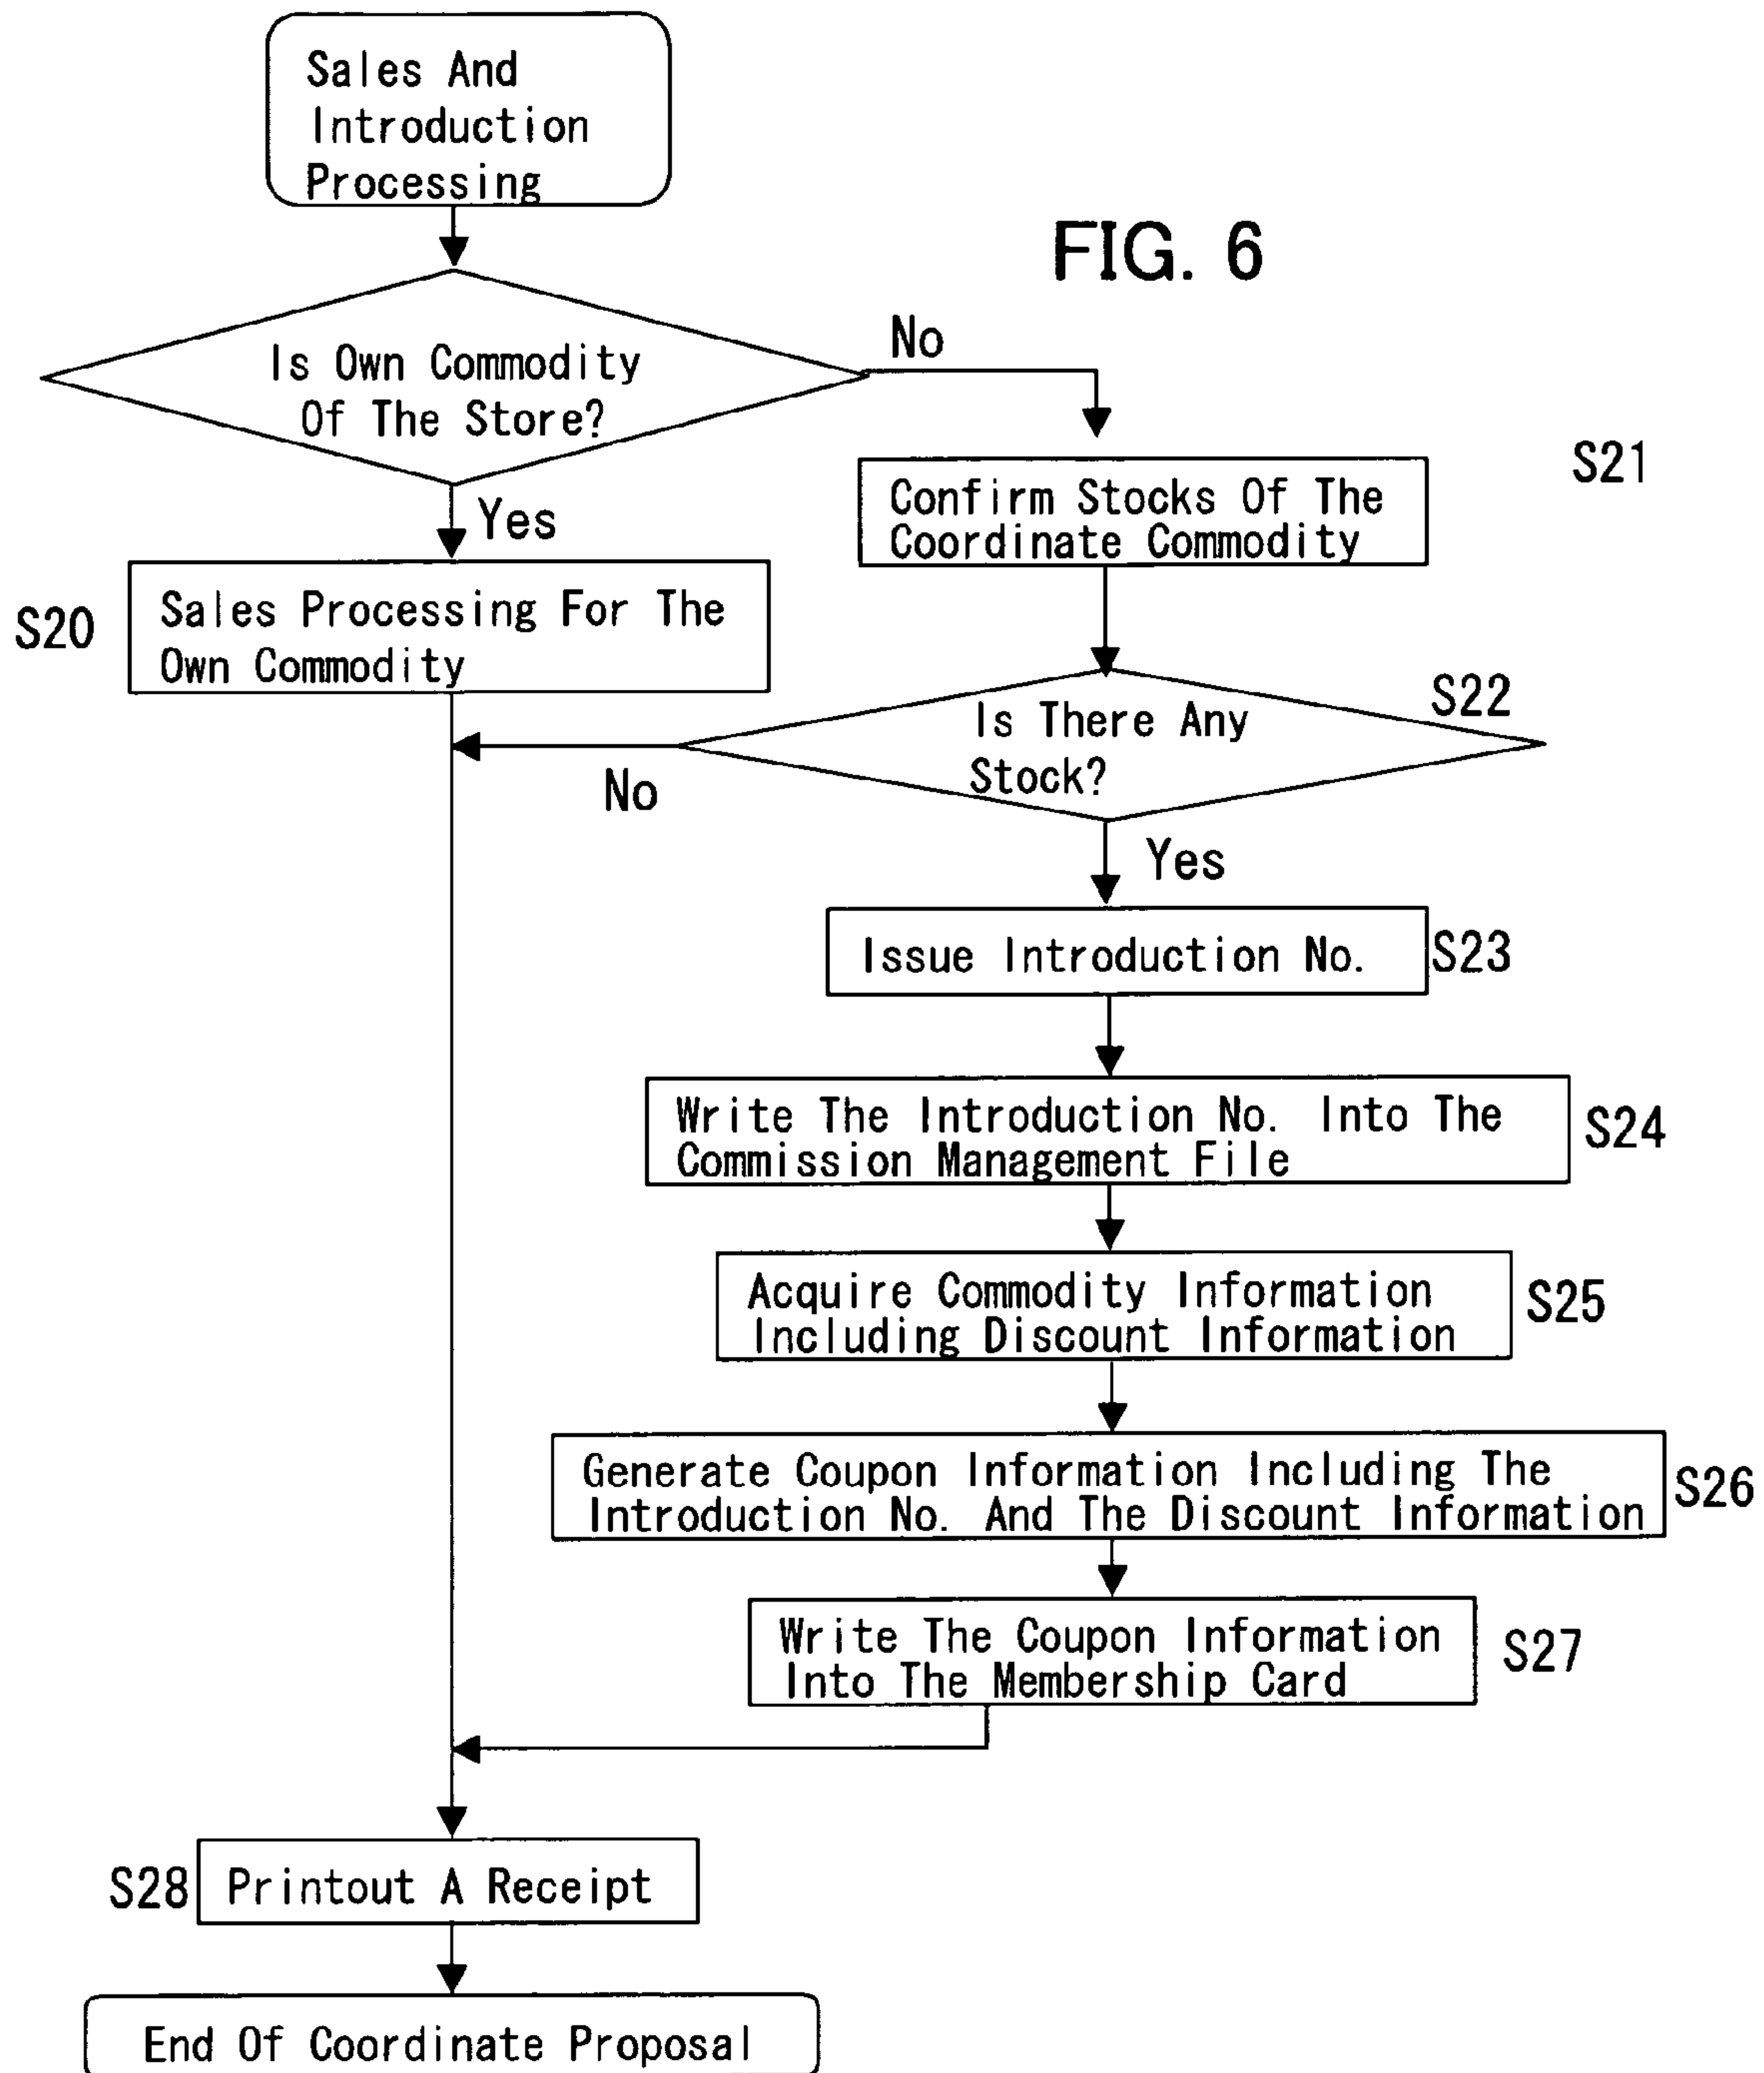 Sales And
Introduction
Processing
FIG. 6
Is Own Commodity
Of The Store?
No
Yes
S21
Confirm Stocks Of The
Coordinate Commodity
S20
Sales Processing For The
Own Commodity
S22
Is There Any
Stock?
No
Yes
Issue Introduction No.
S23
Write The Introduction No. Into The
Commission Management File
S24
Acquire Commodity Information
Including Discount Information
S25
Generate Coupon Information Including The
Introduction No. And The Discount Information
S26
Write The Coupon Information
Into The Membership Card
S27
S28
Printout A Receipt
End Of Coordinate Proposal